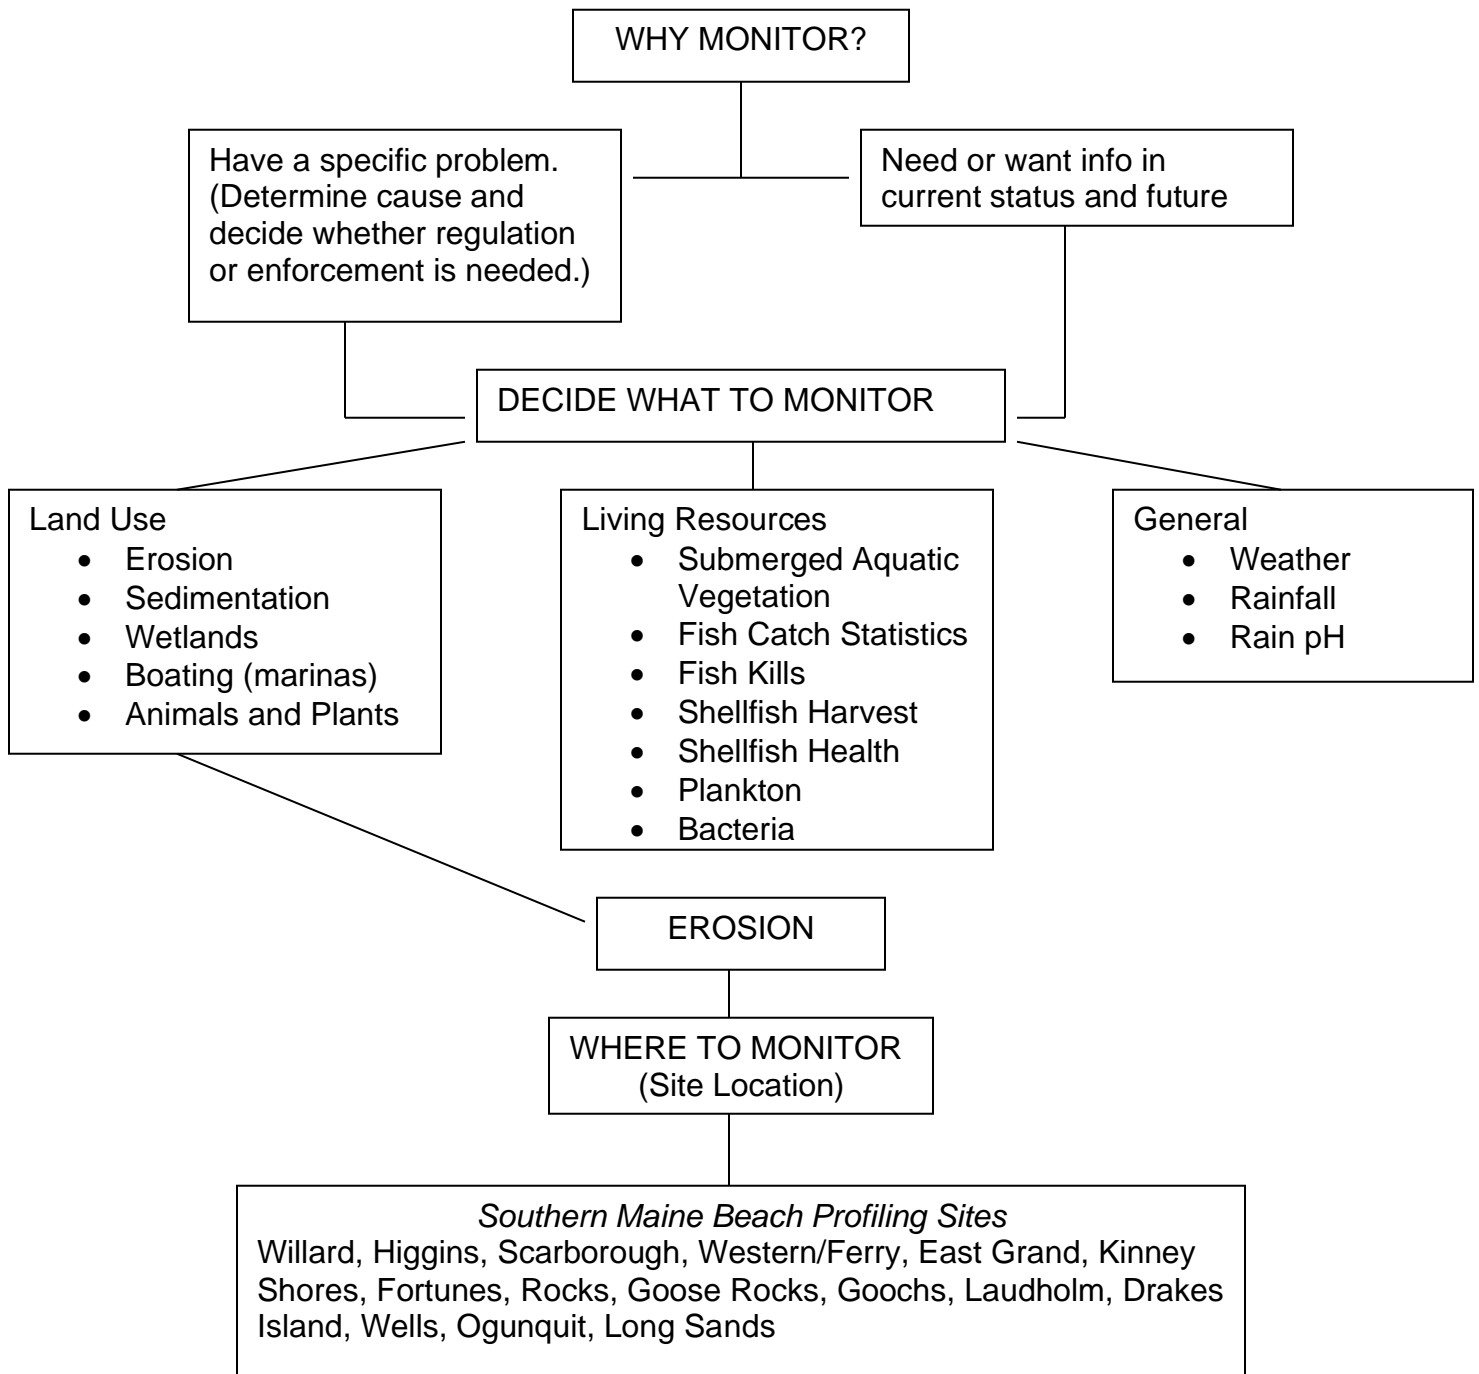 WHY MONITOR?
Have a specific problem.
(Determine cause and
decide whether regulation
or enforcement is needed.)
Need or want info in
current status and future
DECIDE WHAT TO MONITOR
Land Use
• Erosion
• Sedimentation
• Wetlands
• Boating (marinas)
• Animals and Plants
Living Resources
• Submerged Aquatic
Vegetation
• Fish Catch Statistics
• Fish Kills
• Shellfish Harvest
• Shellfish Health
• Plankton
• Bacteria
General
• Weather
• Rainfall
• Rain pH
EROSION
WHERE TO MONITOR
(Site Location)
Southern Maine Beach Profiling Sites
Willard, Higgins, Scarborough, Western/Ferry, East Grand, Kinney
Shores, Fortunes, Rocks, Goose Rocks, Goochs, Laudholm, Drakes
Island, Wells, Ogunquit, Long Sands